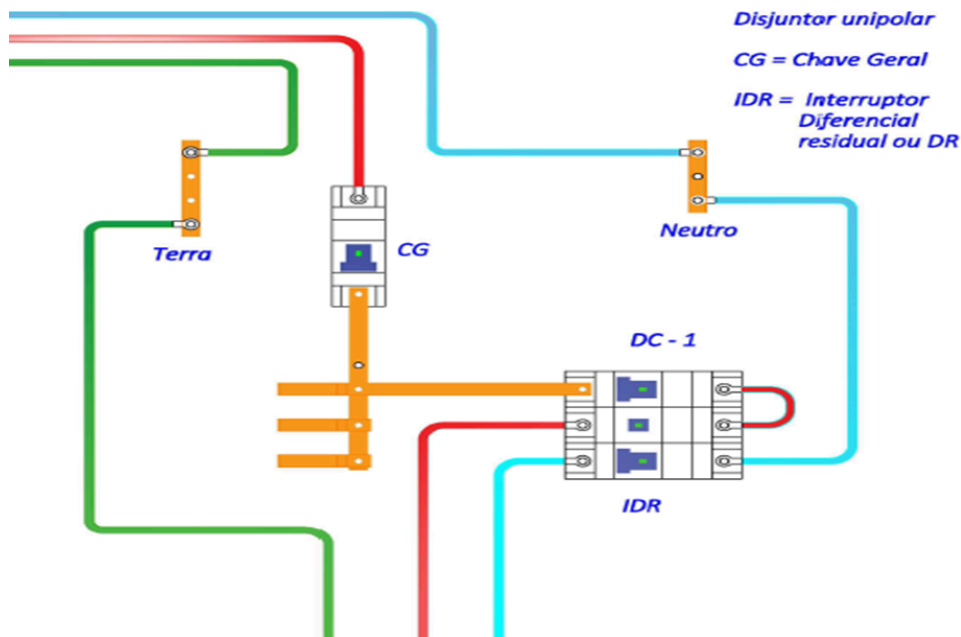 Disjuntor unipolar
CG = Chave Geral
IDR = Interruptor
Diferencial
residual ou DR
Terra
CG
Neutro
DC - 1
IDR